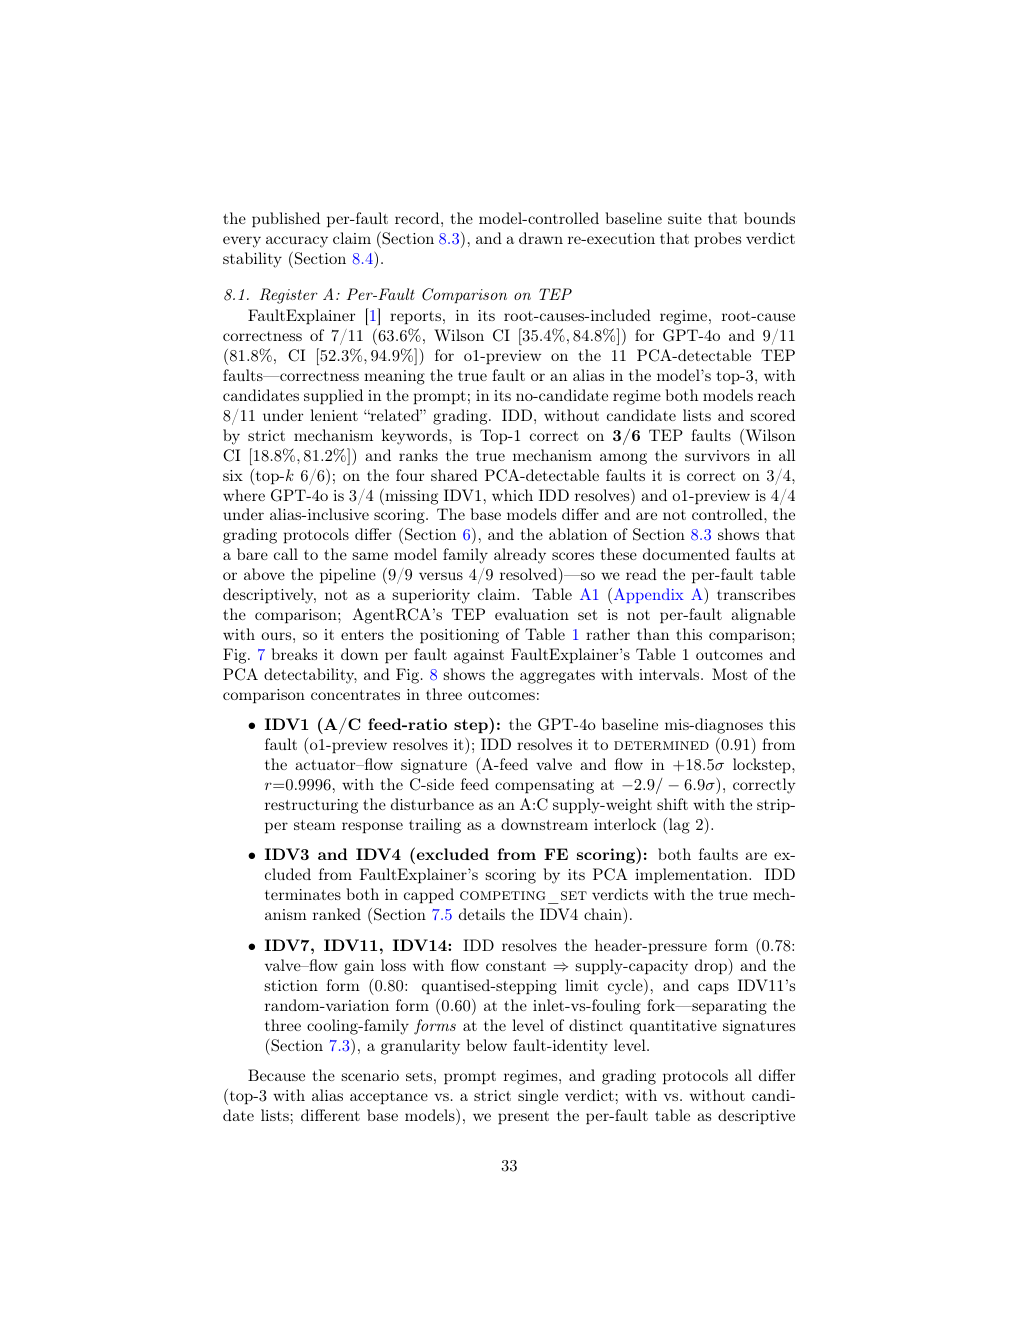 the published per-fault record, the model-controlled baseline suite that bounds
every accuracy claim (Section 8.3), and a drawn re-execution that probes verdict
stability (Section 8.4).
8.1. Register A: Per-Fault Comparison on TEP
FaultExplainer [1] reports, in its root-causes-included regime, root-cause
correctness of 7/11 (63.6%, Wilson CI [35.4%, 84.8%]) for GPT-4o and 9/11
(81.8%, CI [52.3%, 94.9%]) for o1-preview on the 11 PCA-detectable TEP
faults—correctness meaning the true fault or an alias in the model's top-3, with
candidates supplied in the prompt; in its no-candidate regime both models reach
8/11 under lenient “related” grading. IDD, without candidate lists and scored
by strict mechanism keywords, is Top-1 correct on 3/6 TEP faults (Wilson
CI [18.8%, 81.2%]) and ranks the true mechanism among the survivors in all
six (top-k 6/6); on the four shared PCA-detectable faults it is correct on 3/4,
where GPT-4o is 3/4 (missing IDV1, which IDD resolves) and o1-preview is 4/4
under alias-inclusive scoring. The base models differ and are not controlled, the
grading protocols differ (Section 6), and the ablation of Section 8.3 shows that
a bare call to the same model family already scores these documented faults at
or above the pipeline (9/9 versus 4/9 resolved)—so we read the per-fault table
descriptively, not as a superiority claim. Table A1 (Appendix A) transcribes
the comparison; AgentRCA's TEP evaluation set is not per-fault alignable
with ours, so it enters the positioning of Table 1 rather than this comparison;
Fig. 7 breaks it down per fault against FaultExplainer's Table 1 outcomes and
PCA detectability, and Fig. 8 shows the aggregates with intervals. Most of the
comparison concentrates in three outcomes:
• IDV1 (A/C feed-ratio step): the GPT-4o baseline mis-diagnoses this
fault (o1-preview resolves it); IDD resolves it to DETERMINED (0.91) from
the actuator–flow signature (A-feed valve and flow in +18.5σ lockstep,
r=0.9996, with the C-side feed compensating at −2.9/ − 6.9σ), correctly
restructuring the disturbance as an A:C supply-weight shift with the strip-
per steam response trailing as a downstream interlock (lag 2).
• IDV3 and IDV4 (excluded from FE scoring): both faults are ex-
cluded from FaultExplainer's scoring by its PCA implementation. IDD
terminates both in capped COMPETING_SET verdicts with the true mech-
anism ranked (Section 7.5 details the IDV4 chain).
• IDV7, IDV11, IDV14: IDD resolves the header-pressure form (0.78:
valve–flow gain loss with flow constant ⇒ supply-capacity drop) and the
stiction form (0.80: quantised-stepping limit cycle), and caps IDV11's
random-variation form (0.60) at the inlet-vs-fouling fork—separating the
three cooling-family forms at the level of distinct quantitative signatures
(Section 7.3), a granularity below fault-identity level.
Because the scenario sets, prompt regimes, and grading protocols all differ
(top-3 with alias acceptance vs. a strict single verdict; with vs. without candi-
date lists; different base models), we present the per-fault table as descriptive
33